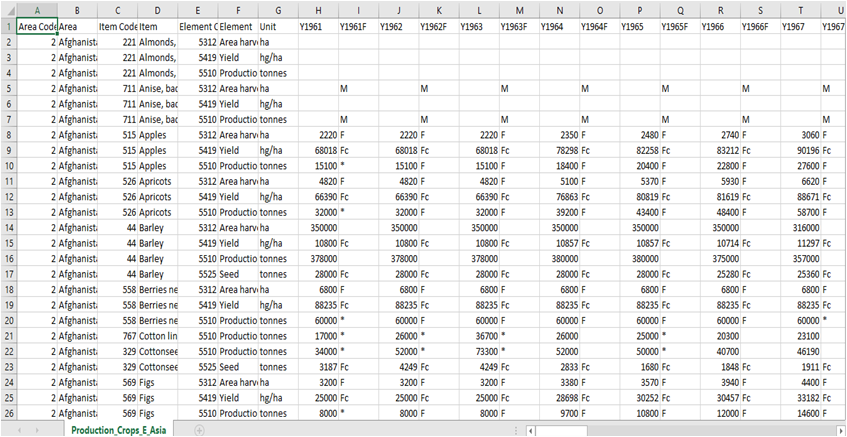 A B C D E F G H I J K L M N O P Q R S T U
1 Area Code Area Item Code Item Element C Element Unit Y1961 Y1961F Y1962 Y1962F Y1963 Y1963F Y1964 Y1964F Y1965 Y1965F Y1966 Y1966F Y1967 Y1967
2 2 Afghanista 221 Almonds, 5312 Area harv ha
3 2 Afghanista 221 Almonds, 5419 Yield hg/ha
4 2 Afghanista 221 Almonds, 5510 Productio tonnes
5 2 Afghanista 711 Anise, bad 5312 Area harv ha M M M M M M M
6 2 Afghanista 711 Anise, bad 5419 Yield hg/ha
7 2 Afghanista 711 Anise, bad 5510 Productio tonnes M M M M M M M
8 2 Afghanista 515 Apples 5312 Area harv ha 2220 F 2220 F 2220 F 2350 F 2480 F 2740 F 3060 F
9 2 Afghanista 515 Apples 5419 Yield hg/ha 68018 Fc 68018 Fc 68018 Fc 78298 Fc 82258 Fc 83212 Fc 90196 Fc
10 2 Afghanista 515 Apples 5510 Productio tonnes 15100 * 15100 F 15100 F 18400 F 20400 F 22800 F 27600 F
11 2 Afghanista 526 Apricots 5312 Area harv ha 4820 F 4820 F 4820 F 5100 F 5370 F 5930 F 6620 F
12 2 Afghanista 526 Apricots 5419 Yield hg/ha 66390 Fc 66390 Fc 66390 Fc 76863 Fc 80819 Fc 81619 Fc 88671 Fc
13 2 Afghanista 526 Apricots 5510 Productio tonnes 32000 * 32000 F 32000 F 39200 F 43400 F 48400 F 58700 F
14 2 Afghanista 44 Barley 5312 Area harv ha 350000 350000 350000 350000 350000 350000 316000
15 2 Afghanista 44 Barley 5419 Yield hg/ha 10800 Fc 10800 Fc 10800 Fc 10857 Fc 10857 Fc 10714 Fc 11297 Fc
16 2 Afghanista 44 Barley 5510 Productio tonnes 378000 378000 378000 380000 380000 375000 357000
17 2 Afghanista 44 Barley 5525 Seed tonnes 28000 Fc 28000 Fc 28000 Fc 28000 Fc 28000 Fc 25280 Fc 25360 Fc
18 2 Afghanista 558 Berries ne 5312 Area harv ha 6800 F 6800 F 6800 F 6800 F 6800 F 6800 F 6800 F
19 2 Afghanista 558 Berries ne 5419 Yield hg/ha 88235 Fc 88235 Fc 88235 Fc 88235 Fc 88235 Fc 88235 Fc 88235 Fc
20 2 Afghanista 558 Berries ne 5510 Productio tonnes 60000 * 60000 F 60000 F 60000 F 60000 F 60000 F 60000 *
21 2 Afghanista 767 Cotton lin 5510 Productio tonnes 17000 * 26000 * 36700 * 26000 25000 * 20300 23100
22 2 Afghanista 329 Cottonsee 5510 Productio tonnes 34000 * 52000 * 73300 * 52000 50000 * 40700 46190
23 2 Afghanista 329 Cottonsee 5525 Seed tonnes 3187 Fc 4249 Fc 4249 Fc 2833 Fc 1680 Fc 1848 Fc 1911 Fc
24 2 Afghanista 569 Figs 5312 Area harv ha 3200 F 3200 F 3200 F 3380 F 3570 F 3940 F 4400 F
25 2 Afghanista 569 Figs 5419 Yield hg/ha 25000 Fc 25000 Fc 25000 Fc 28698 Fc 30252 Fc 30457 Fc 33182 Fc
26 2 Afghanista 569 Figs 5510 Productio tonnes 8000 * 8000 F 8000 F 9700 F 10800 F 12000 F 14600 F
Production_Crops_E_Asia